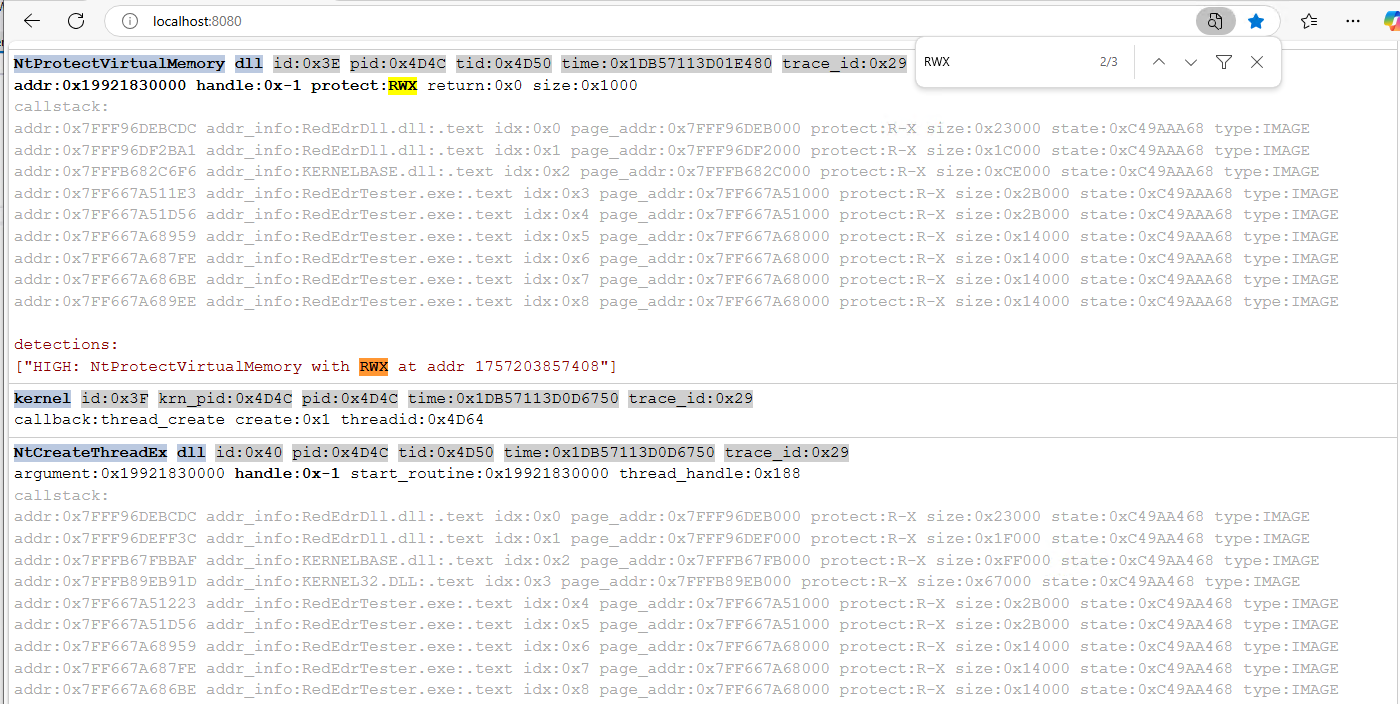 localhost:8080
RWX 2/3
NtProtectVirtualMemory dll id:0x3E pid:0x4D4C tid:0x4D50 time:0x1DB57113D01E480 trace_id:0x29
addr:0x19921830000 handle:0x-1 protect:RWX return:0x0 size:0x1000
callstack:
addr:0x7FFF96DEBCDC addr_info:RedEdrDll.dll:.text idx:0x0 page_addr:0x7FFF96DEB000 protect:R-X size:0x23000 state:0xC49AAA68 type:IMAGE
addr:0x7FFF96DF2BA1 addr_info:RedEdrDll.dll:.text idx:0x1 page_addr:0x7FFF96DF2000 protect:R-X size:0x1C000 state:0xC49AAA68 type:IMAGE
addr:0x7FFFB682C6F6 addr_info:KERNELBASE.dll:.text idx:0x2 page_addr:0x7FFFB682C000 protect:R-X size:0xCE000 state:0xC49AAA68 type:IMAGE
addr:0x7FF667A511E3 addr_info:RedEdrTester.exe:.text idx:0x3 page_addr:0x7FF667A51000 protect:R-X size:0x2B000 state:0xC49AAA68 type:IMAGE
addr:0x7FF667A51D56 addr_info:RedEdrTester.exe:.text idx:0x4 page_addr:0x7FF667A51000 protect:R-X size:0x2B000 state:0xC49AAA68 type:IMAGE
addr:0x7FF667A68959 addr_info:RedEdrTester.exe:.text idx:0x5 page_addr:0x7FF667A68000 protect:R-X size:0x14000 state:0xC49AAA68 type:IMAGE
addr:0x7FF667A687FE addr_info:RedEdrTester.exe:.text idx:0x6 page_addr:0x7FF667A68000 protect:R-X size:0x14000 state:0xC49AAA68 type:IMAGE
addr:0x7FF667A686BE addr_info:RedEdrTester.exe:.text idx:0x7 page_addr:0x7FF667A68000 protect:R-X size:0x14000 state:0xC49AAA68 type:IMAGE
addr:0x7FF667A689EE addr_info:RedEdrTester.exe:.text idx:0x8 page_addr:0x7FF667A68000 protect:R-X size:0x14000 state:0xC49AAA68 type:IMAGE
detections:
["HIGH: NtProtectVirtualMemory with RWX at addr 1757203857408"]
kernel id:0x3F krn_pid:0x4D4C pid:0x4D4C time:0x1DB57113D0D6750 trace_id:0x29
callback:thread_create create:0x1 threadid:0x4D64
NtCreateThreadEx dll id:0x40 pid:0x4D4C tid:0x4D50 time:0x1DB57113D0D6750 trace_id:0x29
argument:0x19921830000 handle:0x-1 start_routine:0x19921830000 thread_handle:0x188
callstack:
addr:0x7FFF96DEBCDC addr_info:RedEdrDll.dll:.text idx:0x0 page_addr:0x7FFF96DEB000 protect:R-X size:0x23000 state:0xC49AA468 type:IMAGE
addr:0x7FFF96DEFF3C addr_info:RedEdrDll.dll:.text idx:0x1 page_addr:0x7FFF96DEF000 protect:R-X size:0x1F000 state:0xC49AA468 type:IMAGE
addr:0x7FFFB67FBBAF addr_info:KERNELBASE.dll:.text idx:0x2 page_addr:0x7FFFB67FB000 protect:R-X size:0xFF000 state:0xC49AA468 type:IMAGE
addr:0x7FFFB89EB91D addr_info:KERNEL32.DLL:.text idx:0x3 page_addr:0x7FFFB89EB000 protect:R-X size:0x67000 state:0xC49AA468 type:IMAGE
addr:0x7FF667A51223 addr_info:RedEdrTester.exe:.text idx:0x4 page_addr:0x7FF667A51000 protect:R-X size:0x2B000 state:0xC49AA468 type:IMAGE
addr:0x7FF667A51D56 addr_info:RedEdrTester.exe:.text idx:0x5 page_addr:0x7FF667A51000 protect:R-X size:0x2B000 state:0xC49AA468 type:IMAGE
addr:0x7FF667A68959 addr_info:RedEdrTester.exe:.text idx:0x6 page_addr:0x7FF667A68000 protect:R-X size:0x14000 state:0xC49AA468 type:IMAGE
addr:0x7FF667A687FE addr_info:RedEdrTester.exe:.text idx:0x7 page_addr:0x7FF667A68000 protect:R-X size:0x14000 state:0xC49AA468 type:IMAGE
addr:0x7FF667A686BE addr_info:RedEdrTester.exe:.text idx:0x8 page_addr:0x7FF667A68000 protect:R-X size:0x14000 state:0xC49AA468 type:IMAGE